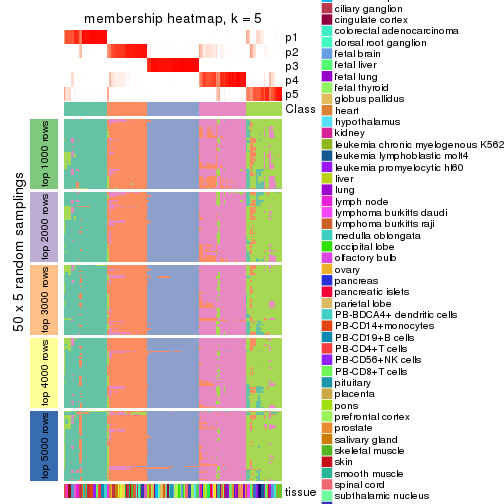 membership heatmap, k = 5
p1
p2
p3
p4
p5
Class
50 x 5 random samplings
top 1000 rows
top 2000 rows
top 3000 rows
top 4000 rows
top 5000 rows
tissue
ciliary ganglion
cingulate cortex
colorectal adenocarcinoma
dorsal root ganglion
fetal brain
fetal liver
fetal lung
fetal thyroid
globus pallidus
heart
hypothalamus
kidney
leukemia chronic myelogenous K562
leukemia lymphoblastic molt4
leukemia promyelocytic hl60
liver
lung
lymph node
lymphoma burkitts daudi
lymphoma burkitts raji
medulla oblongata
occipital lobe
olfactory bulb
ovary
pancreas
pancreatic islets
parietal lobe
PB-BDCA4+ dendritic cells
PB-CD14+monocytes
PB-CD19+B cells
PB-CD4+T cells
PB-CD56+NK cells
PB-CD8+T cells
pituitary
placenta
pons
prefrontal cortex
prostate
salivary gland
skeletal muscle
skin
smooth muscle
spinal cord
subthalamic nucleus